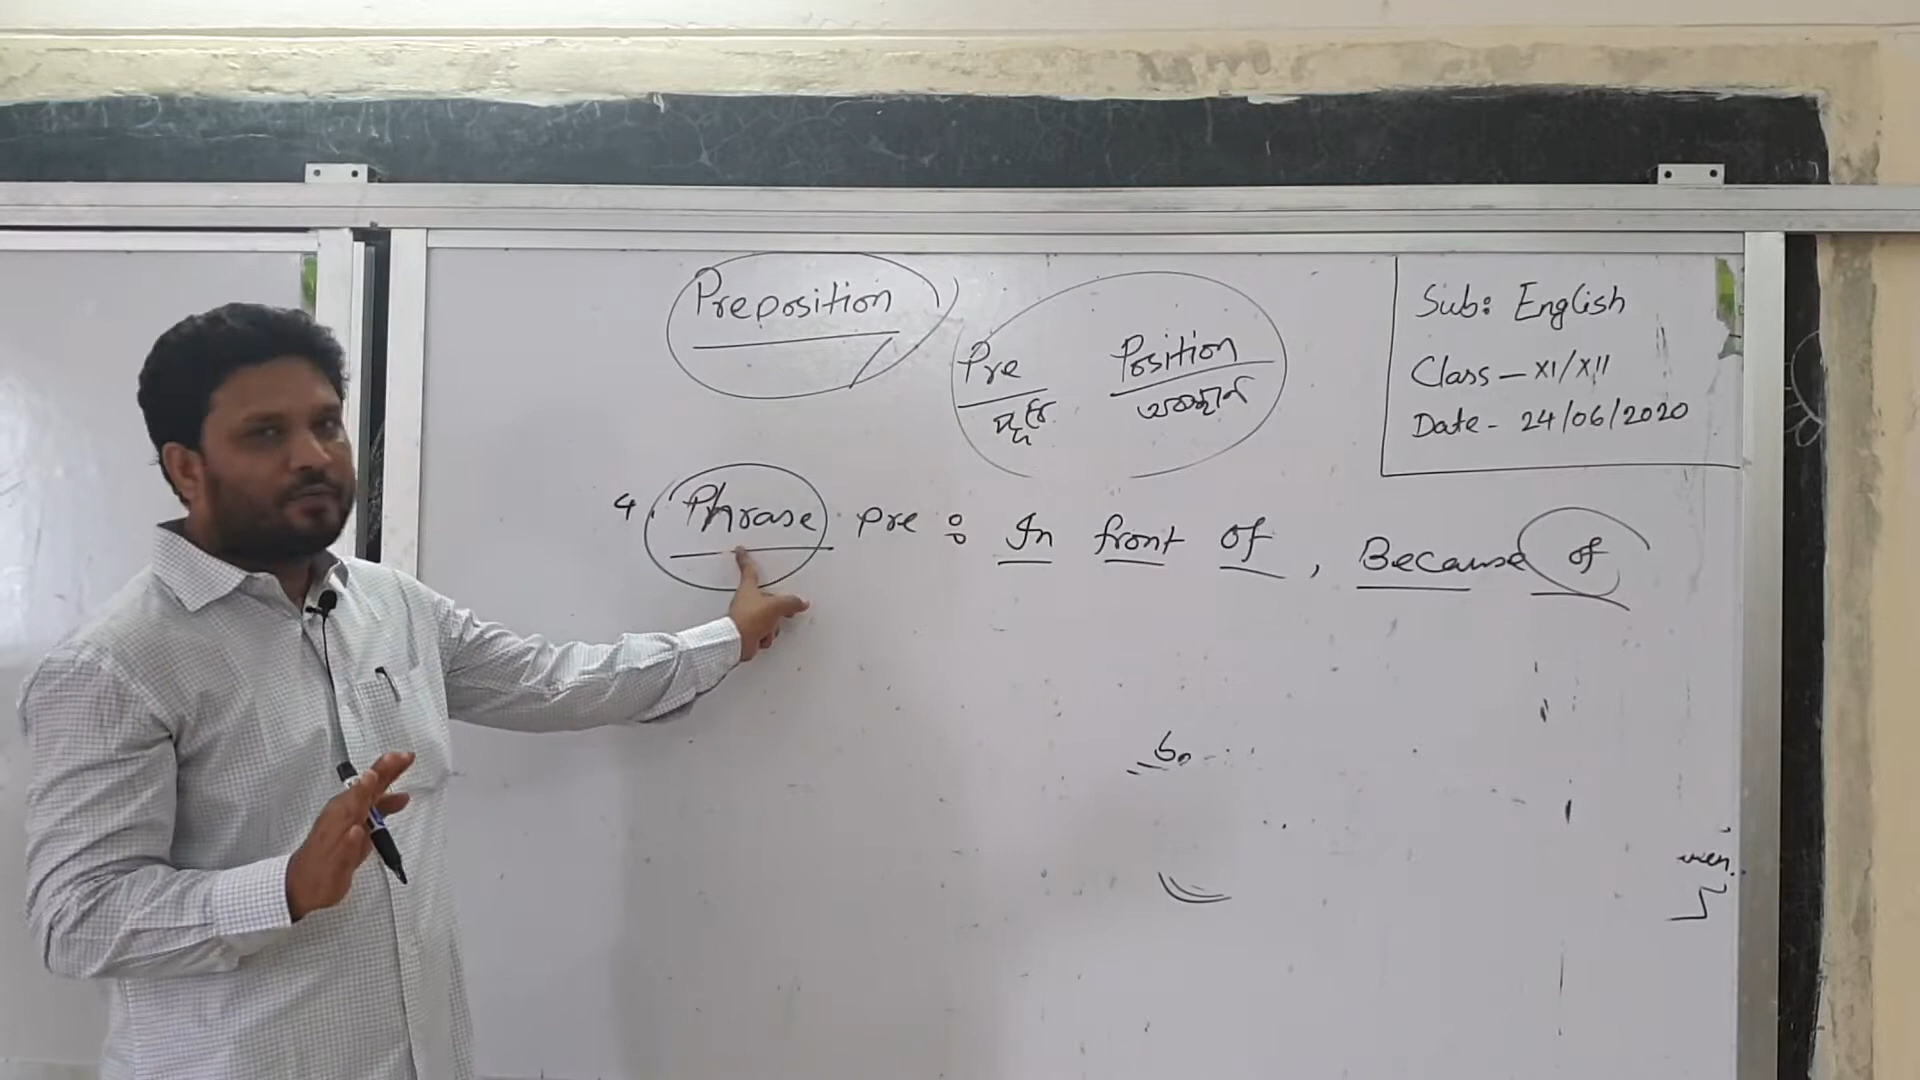 Preposition
Pre Position
পূর্বে অবস্থান
Sub: English
Class – XI/XII
Date - 24/06/2020
4. Phrase pre : In front of , Because of